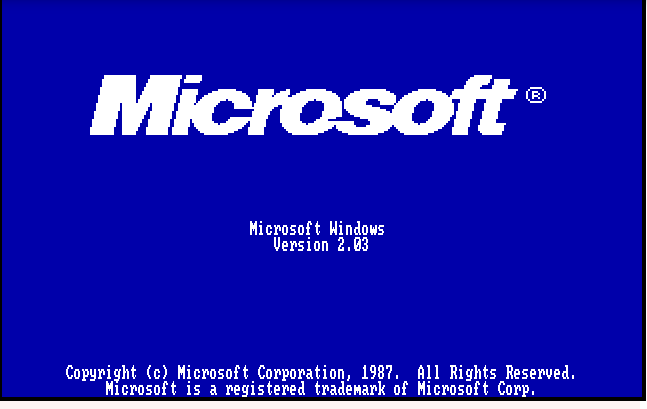 Microsoft®
Microsoft Windows
Version 2.03
Copyright (c) Microsoft Corporation, 1987.  All Rights Reserved.
Microsoft is a registered trademark of Microsoft Corp.